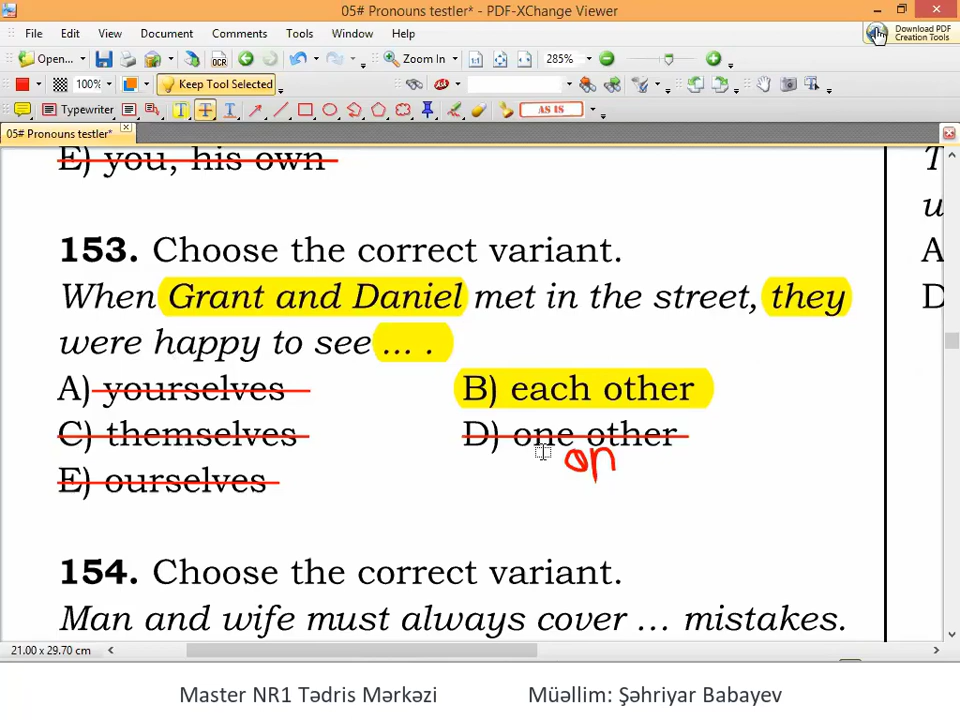 05# Pronouns testler* - PDF-XChange Viewer
File Edit View Document Comments Tools Window Help
Download PDF Creation Tools
Open... OCR Zoom In 285%
100% Keep Tool Selected
Typewriter AS IS
05# Pronouns testler*
E) you, his own
T
153. Choose the correct variant.
u
When Grant and Daniel met in the street, they
were happy to see ... .
A
D
A) yourselves B) each other
C) themselves D) one other
on
E) ourselves
154. Choose the correct variant.
Man and wife must always cover ... mistakes.
21.00 x 29.70 cm
Master NR1 Tədris Mərkəzi Müəllim: Şəhriyar Babayev